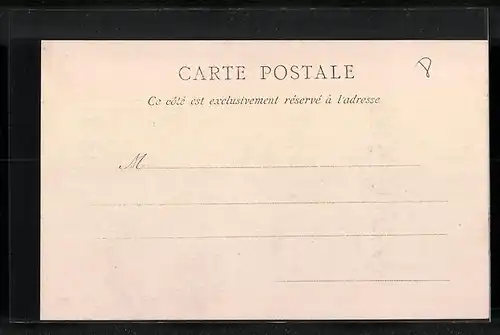 CARTE POSTALE
Ce côté est exclusivement réservé à l'adresse
M